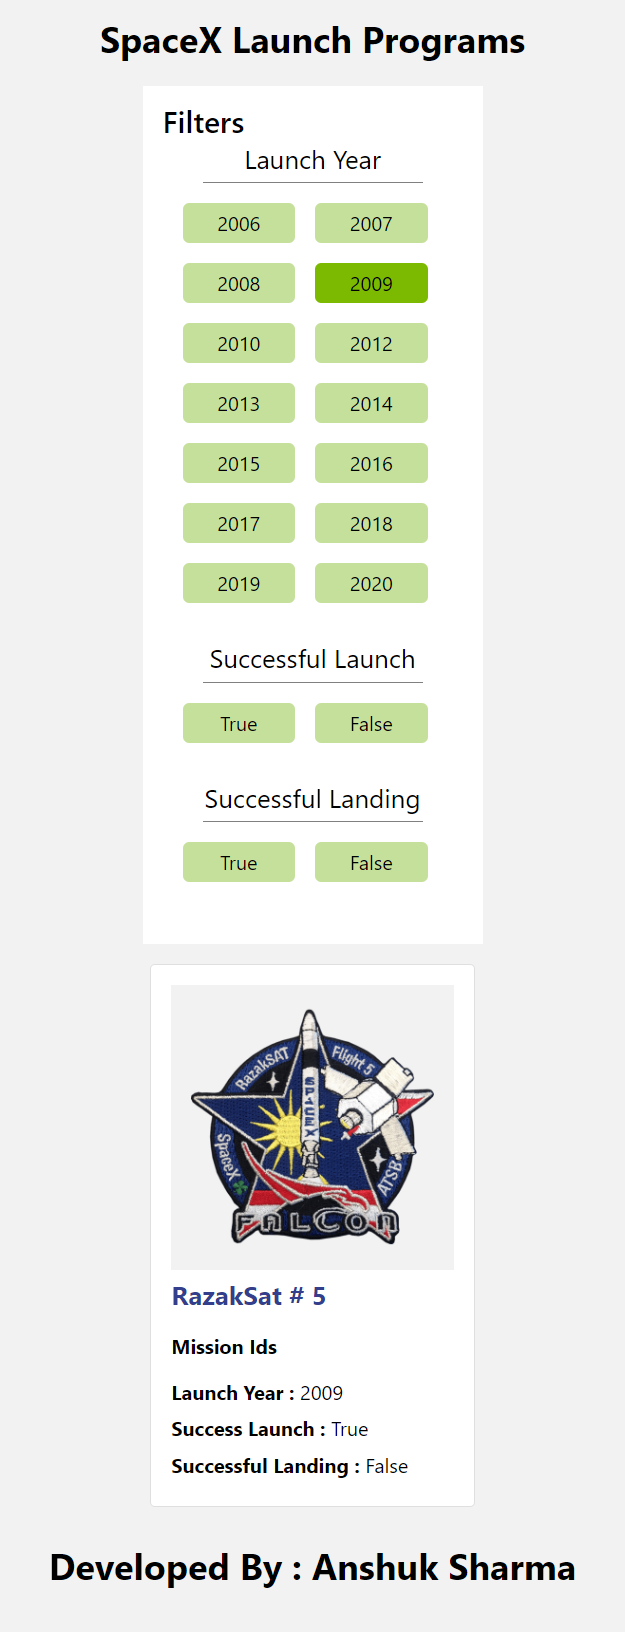 SpaceX Launch Programs
Filters
Launch Year
2006 2007
2008 2009
2010 2012
2013 2014
2015 2016
2017 2018
2019 2020
Successful Launch
True False
Successful Landing
True False
RazakSAT Flight 5
SPACEX
SpaceX ATSB
FALCON
RazakSat # 5
Mission Ids
Launch Year : 2009
Success Launch : True
Successful Landing : False
Developed By : Anshuk Sharma